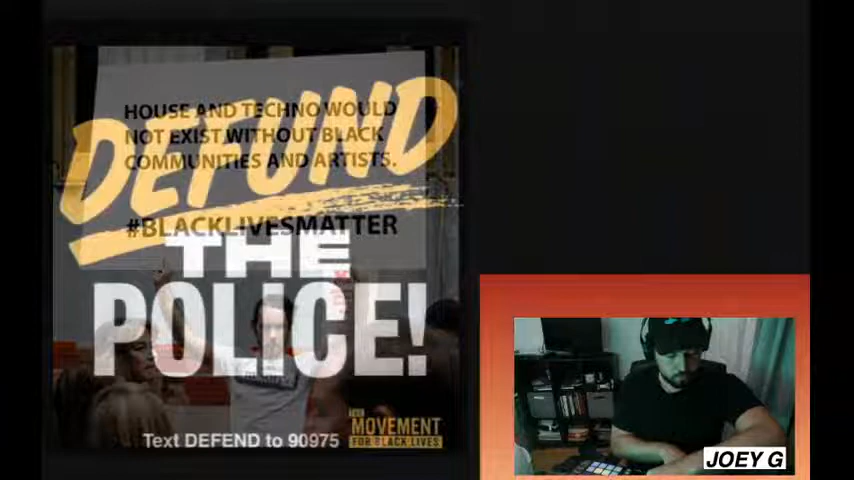 HOUSE AND TECHNO WOULD
NOT EXIST WITHOUT BLACK
COMMUNITIES AND ARTISTS.
#BLACKLIVESMATTER
DEFUND
THE
POLICE!
Text DEFEND to 90975
MOVEMENT
FOR BLACK LIVES
JOEY G